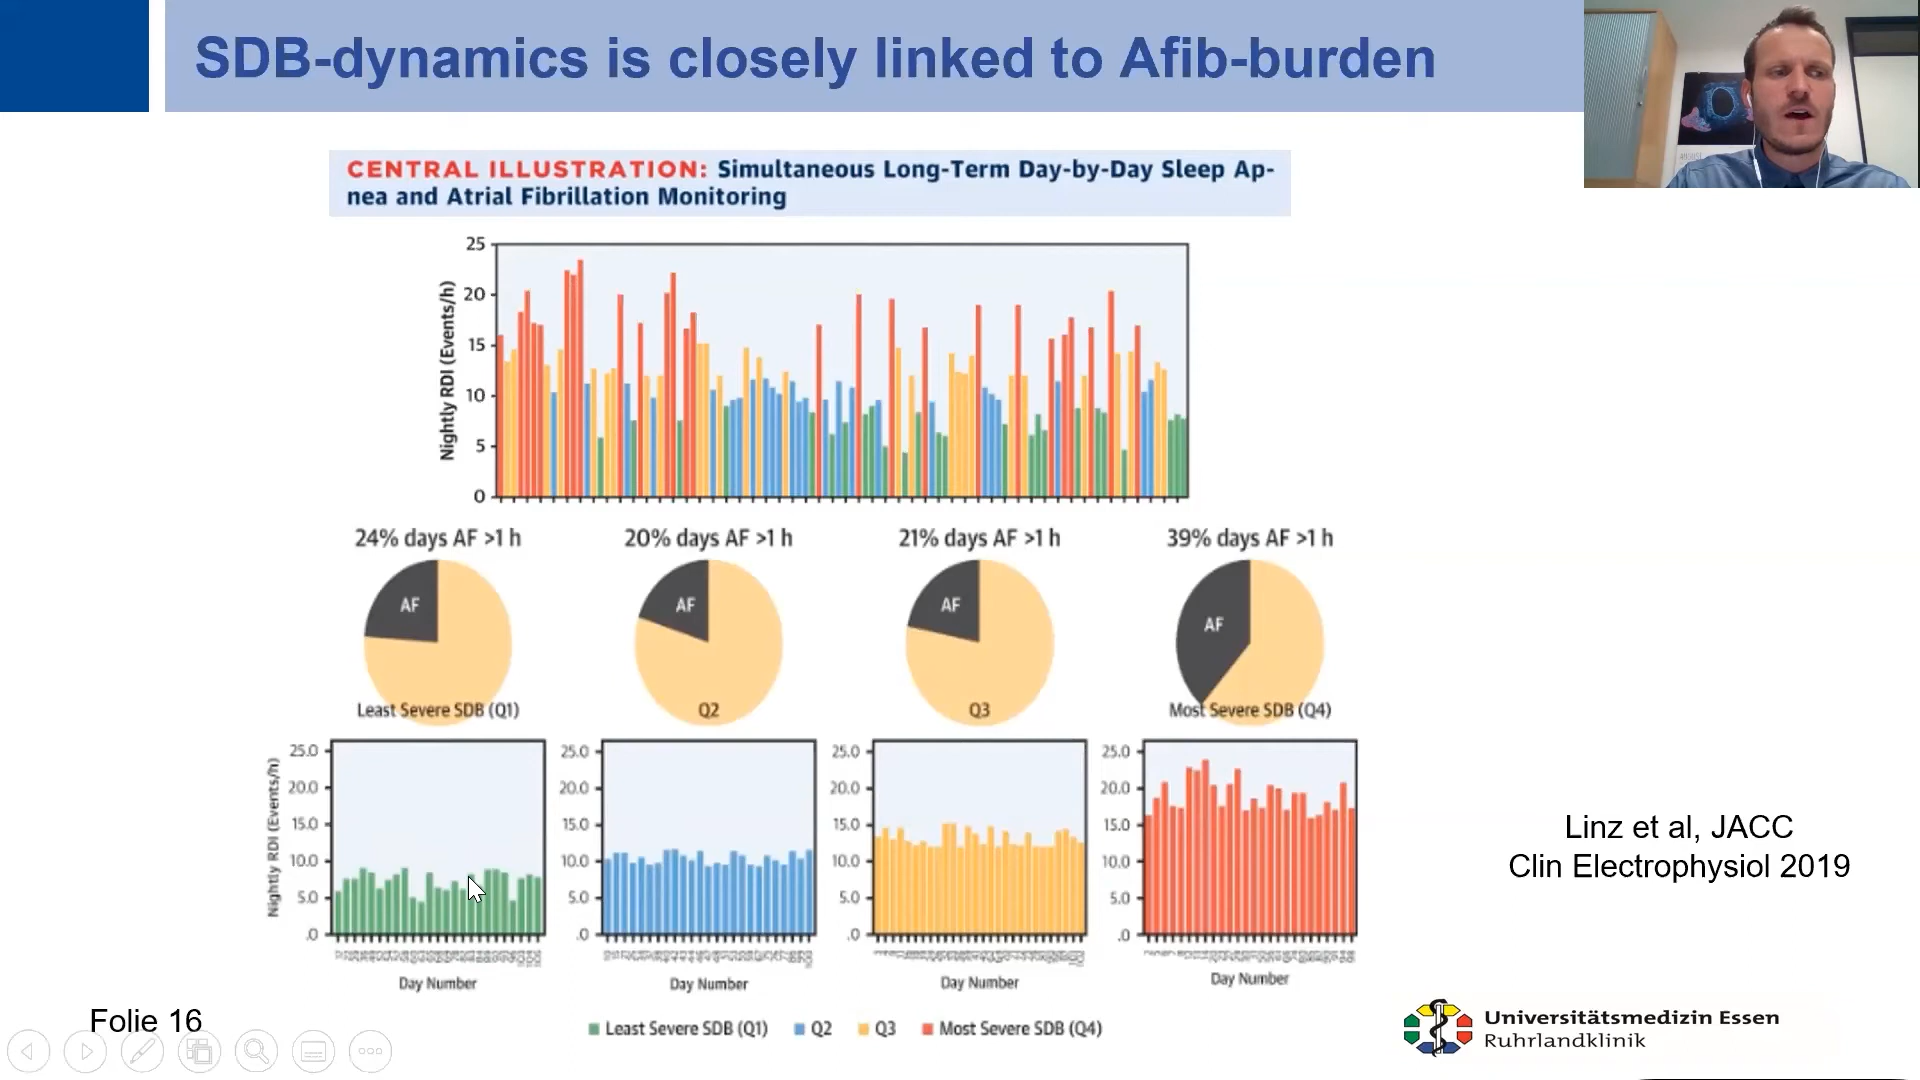 SDB-dynamics is closely linked to Afib-burden
CENTRAL ILLUSTRATION: Simultaneous Long-Term Day-by-Day Sleep Ap-
nea and Atrial Fibrillation Monitoring
Nightly RDI (Events/h)
25
20
15
10
5
0
24% days AF >1 h
20% days AF >1 h
21% days AF >1 h
39% days AF >1 h
AF
AF
AF
AF
Least Severe SDB (Q1)
Q2
Q3
Most Severe SDB (Q4)
Nightly RDI (Events/h)
25.0
20.0
15.0
10.0
5.0
.0
25.0
20.0
15.0
10.0
5.0
.0
25.0
20.0
15.0
10.0
5.0
.0
25.0
20.0
15.0
10.0
5.0
.0
Day Number
Day Number
Day Number
Day Number
Least Severe SDB (Q1) Q2 Q3 Most Severe SDB (Q4)
Linz et al, JACC
Clin Electrophysiol 2019
Folie 16
Universitätsmedizin Essen
Ruhrlandklinik